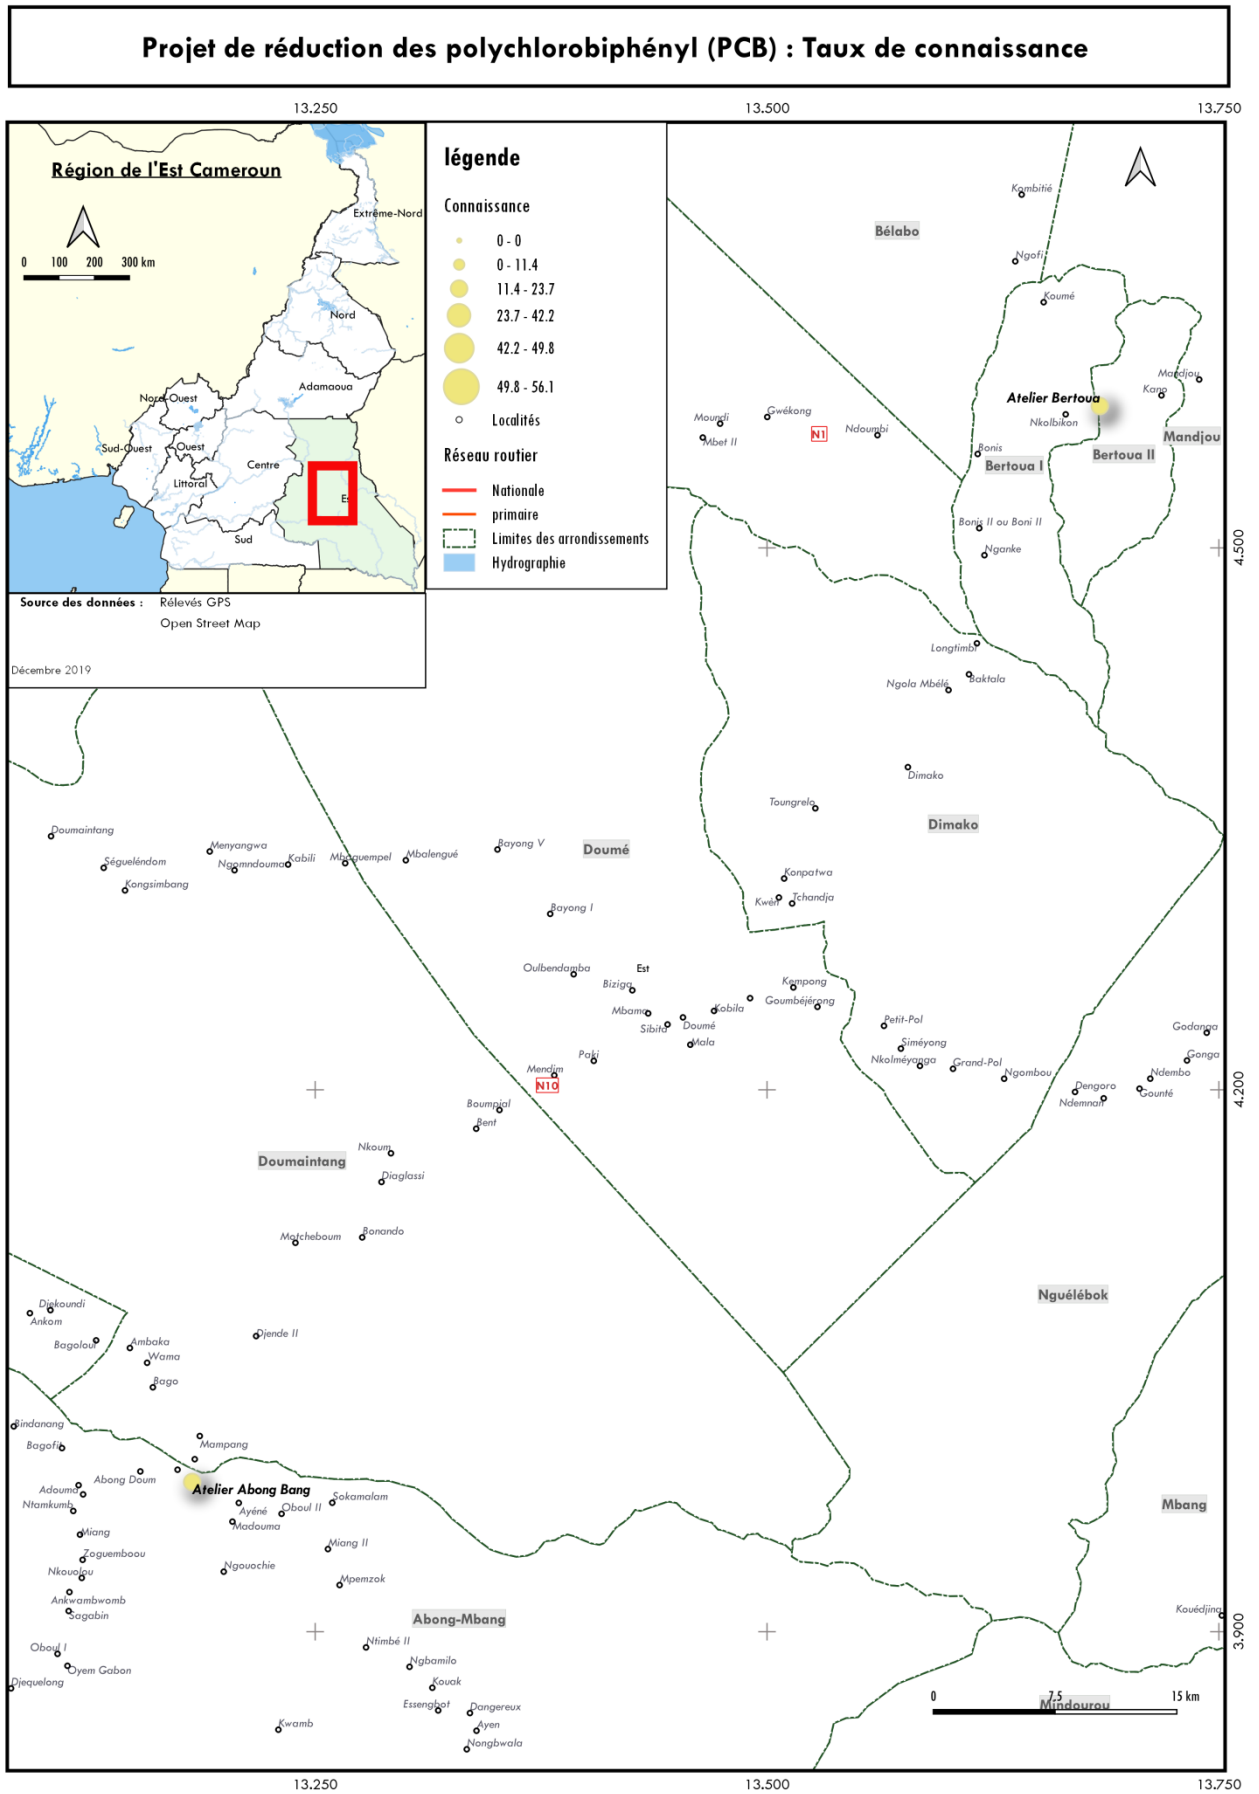 Projet de réduction des polychlorobiphényl (PCB) : Taux de connaissance
13.250
13.500
13.750
Région de l'Est Cameroun
0 100 200 300 km
Extrême-Nord
Nord
Adamaoua
Nord-Ouest
Sud-Ouest
Ouest
Centre
Littoral
Es
Sud
Source des données : Rélevés GPS
Open Street Map
Décembre 2019
légende
Connaissance
0 - 0
0 - 11.4
11.4 - 23.7
23.7 - 42.2
42.2 - 49.8
49.8 - 56.1
Localités
Réseau routier
Nationale
primaire
Limites des arrondissements
Hydrographie
Kombitié
Bélabo
Ngofi
Koumé
Mandjou
Kano
Atelier Bertoua
Nkolbikon
Moundi
Gwékong
Mbet II
N1
Ndoumbi
Mandjou
Bonis
Bertoua I
Bertoua II
Bonis II ou Boni II
Nganke
4.500
Longtimbi
Ngola Mbélé
Baktala
Dimako
Toungrelo
Dimako
Doumaintang
Menyangwa
Ségueléndom
Ngomndouma
Kabili
Mbaguempel
Mbalengué
Bayong V
Doumé
Kongsimbang
Konpatwa
Kwén
Tchandja
Bayong I
Oulbendamba
Est
Biziga
Kempong
Goumbéjérong
Mbama
Kobila
Sibita
Doumé
Mala
Petit-Pol
Siméyong
Nkolméyanga
Grand-Pol
Ngombou
Godanga
Gonga
Ndembo
Dengoro
Gounté
Ndemnan
4.200
Paki
Mendim
N10
Boumpial
Bent
Nkoum
Doumaintang
Diaglassi
Motcheboum
Bonando
Nguélébok
Djekoundi
Ankom
Bagolou
Ambaka
Wama
Bago
Djende II
Bindanang
Bagofit
Mampang
Abong Doum
Adouma
Atelier Abong Bang
Ntamkumb
Ayéné
Oboul II
Sokamalam
Madouma
Mbang
Miang
Miang II
Zoguemboou
Nkouolou
Ngouochie
Mpemzok
Ankwambwomb
Sagabin
Abong-Mbang
Kouédjina
3.900
Oboul I
Oyem Gabon
Ntimbé II
Ngbamilo
Djequelong
Kouak
Essengbot
Dangereux
Kwamb
Ayen
Nongbwala
0 7.5 15 km
Mindourou
13.250
13.500
13.750